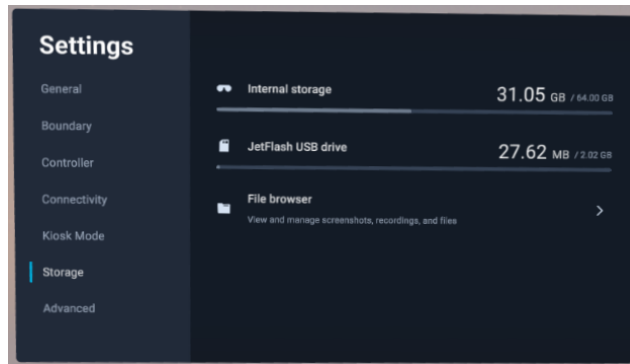 Settings
General
Boundary
Controller
Connectivity
Kiosk Mode
Storage
Advanced
Internal storage
31.05 GB / 64.00 GB
JetFlash USB drive
27.62 MB / 2.02 GB
File browser
View and manage screenshots, recordings, and files